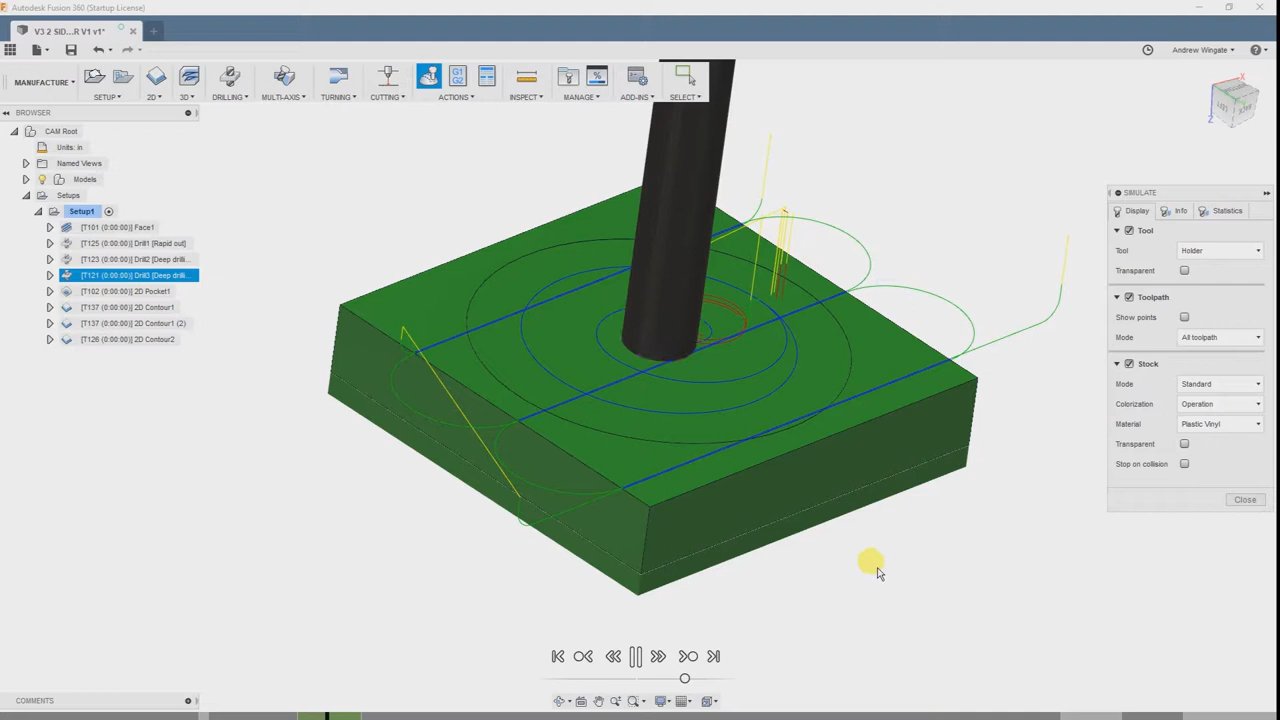 Autodesk Fusion 360 (Startup License)
V3 2 SID...R V1 v1*
Andrew Wingate
MANUFACTURE
SETUP
2D
3D
DRILLING
MULTI-AXIS
TURNING
CUTTING
G1
G2
ACTIONS
INSPECT
MANAGE
ADD-INS
SELECT
BROWSER
CAM Root
Units: in
Named Views
Models
Setups
Setup1
[T101 (0:00:00)] Face1
[T125 (0:00:00)] Drill1 [Rapid out]
[T123 (0:00:00)] Drill2 [Deep drilli...
[T121 (0:00:00)] Drill3 [Deep drilli...
[T102 (0:00:00)] 2D Pocket1
[T137 (0:00:00)] 2D Contour1
[T137 (0:00:00)] 2D Contour1 (2)
[T126 (0:00:00)] 2D Contour2
X
Z
SIMULATE
Display Info Statistics
Tool
Tool Holder
Transparent
Toolpath
Show points
Mode All toolpath
Stock
Mode Standard
Colorization Operation
Material Plastic Vinyl
Transparent
Stop on collision
Close
COMMENTS